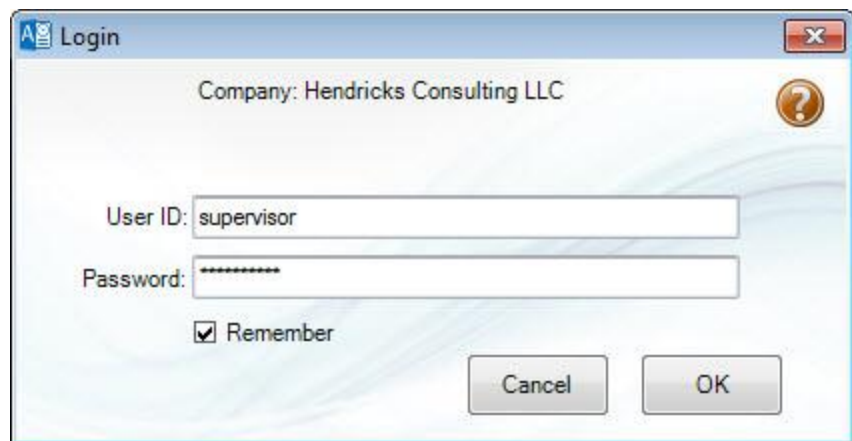 Login
Company: Hendricks Consulting LLC
?
User ID: supervisor
Password: **********
Remember
Cancel OK